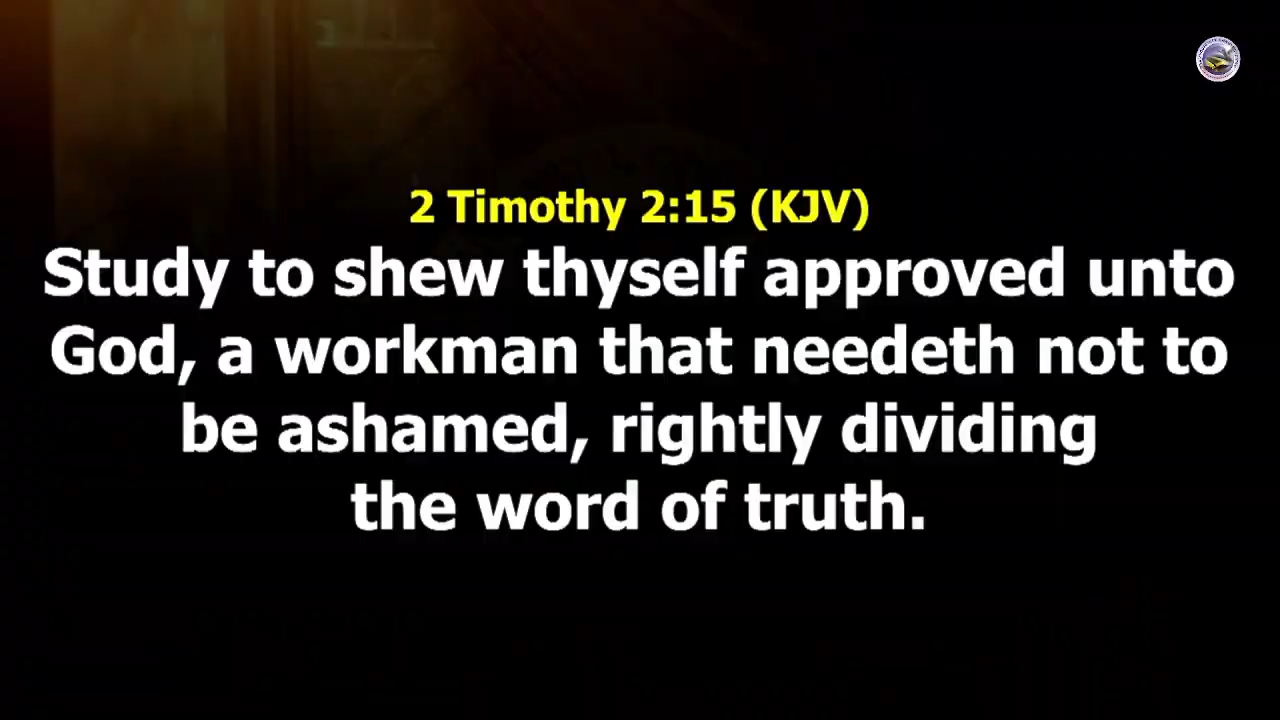 2 Timothy 2:15 (KJV)
Study to shew thyself approved unto
God, a workman that needeth not to
be ashamed, rightly dividing
the word of truth.